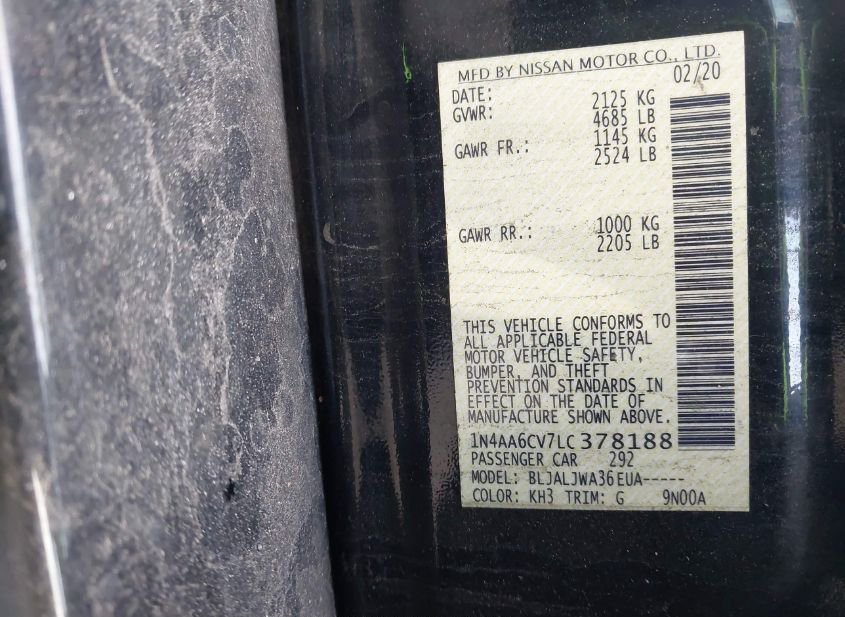 MFD BY NISSAN MOTOR CO., LTD.
DATE: 02/20
GVWR: 2125 KG
4685 LB
GAWR FR.: 1145 KG
2524 LB
GAWR RR.: 1000 KG
2205 LB
THIS VEHICLE CONFORMS TO
ALL APPLICABLE FEDERAL
MOTOR VEHICLE SAFETY,
BUMPER, AND THEFT
PREVENTION STANDARDS IN
EFFECT ON THE DATE OF
MANUFACTURE SHOWN ABOVE.
1N4AA6CV7LC378188
PASSENGER CAR 292
MODEL: BLJALJWA36EUA-----
COLOR: KH3 TRIM: G 9N00A